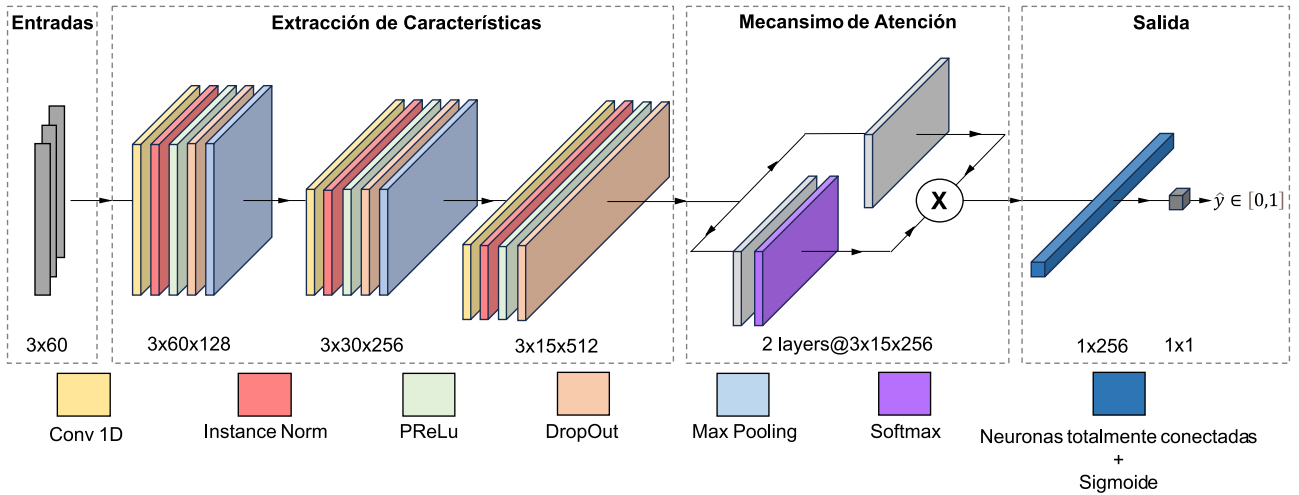 Entradas
Extracción de Características
Mecansimo de Atención
Salida
X
ŷ ∈ [0,1]
3x60
3x60x128
3x30x256
3x15x512
2 layers@3x15x256
1x256
1x1
Conv 1D
Instance Norm
PReLu
DropOut
Max Pooling
Softmax
Neuronas totalmente conectadas
+
Sigmoide